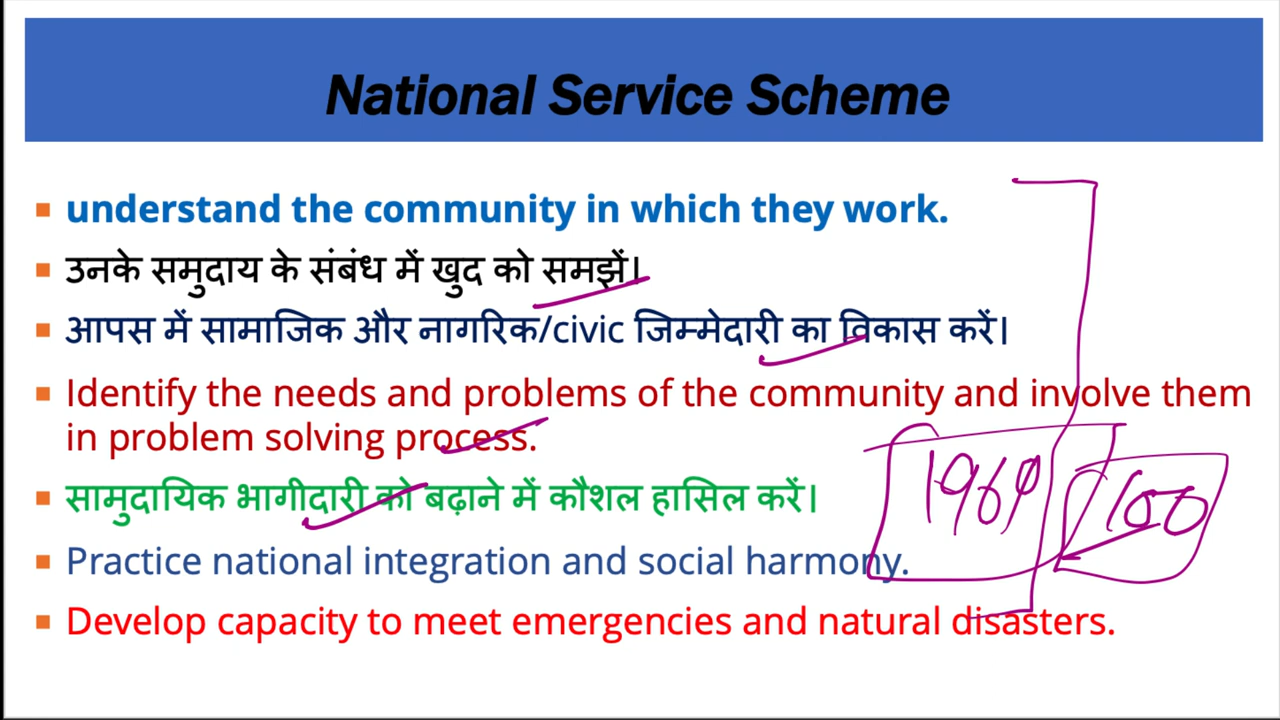 National Service Scheme
understand the community in which they work.
उनके समुदाय के संबंध में खुद को समझें।
आपस में सामाजिक और नागरिक/civic जिम्मेदारी का विकास करें।
Identify the needs and problems of the community and involve them
in problem solving process.
सामुदायिक भागीदारी को बढ़ाने में कौशल हासिल करें।
1969
100
Practice national integration and social harmony.
Develop capacity to meet emergencies and natural disasters.